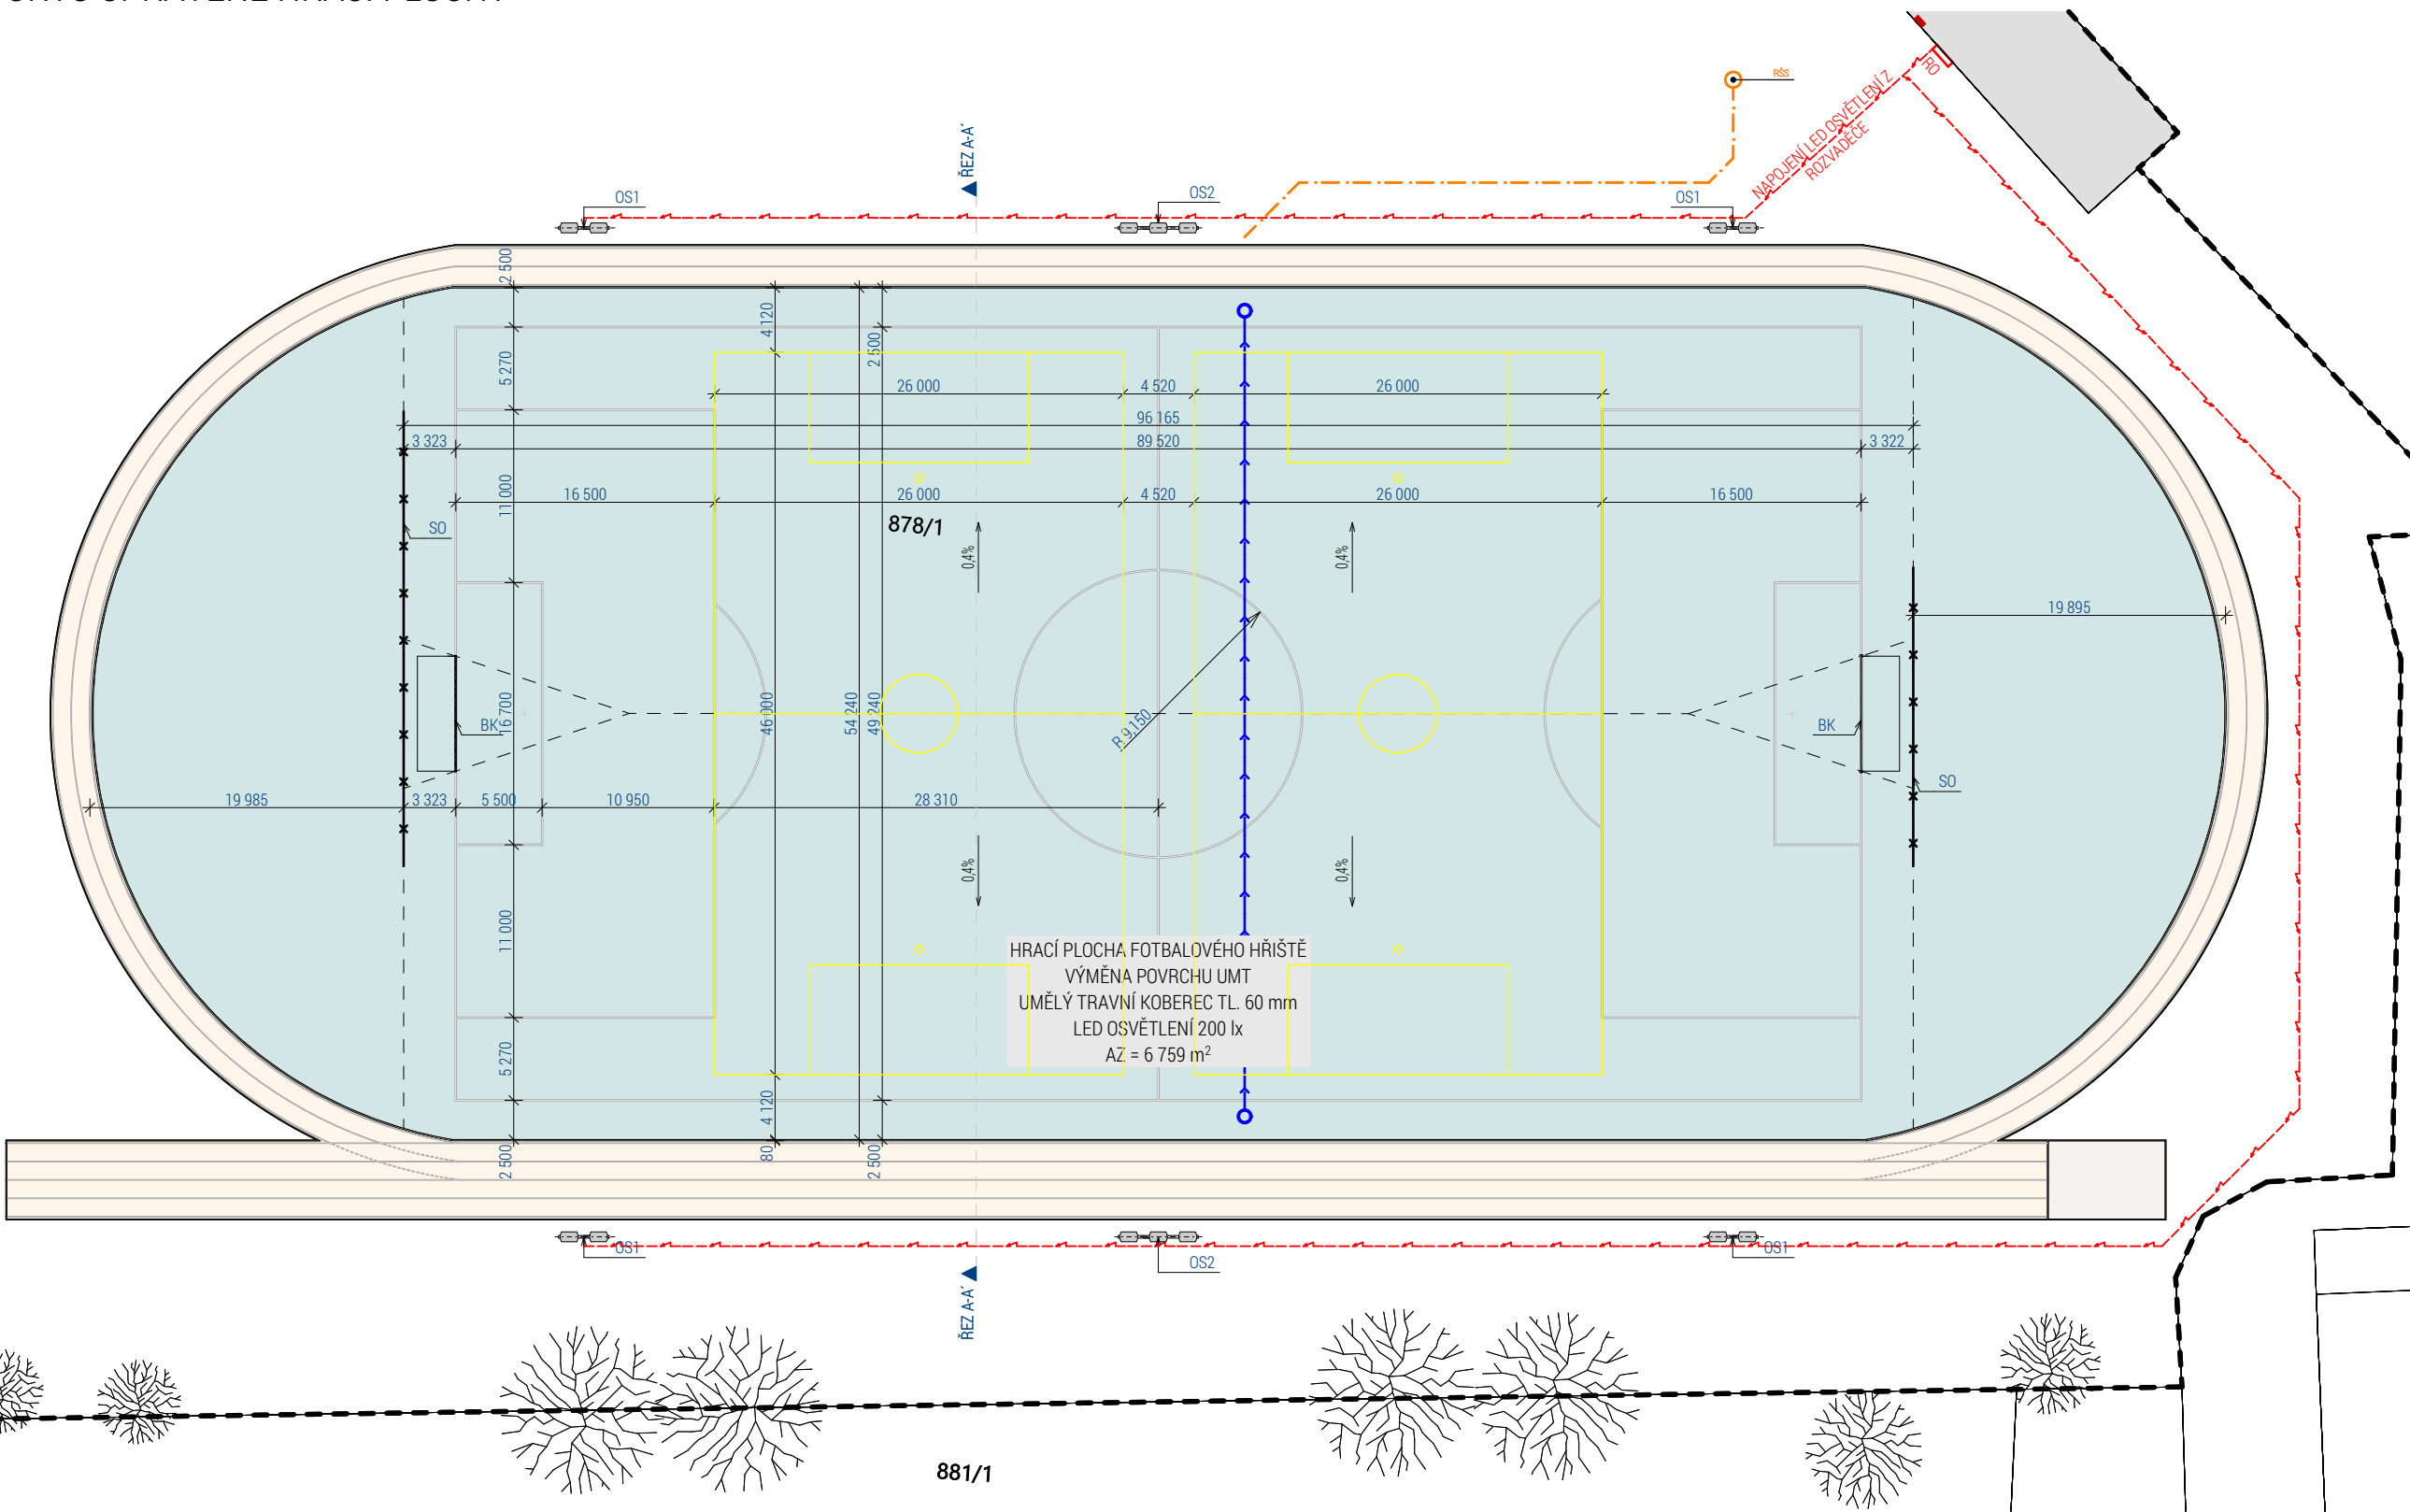 RŠS
RO
NAPOJENÍ LED OSVĚTLENÍ Z
ROZVADĚČE
ŘEZ A-A´
OS1
OS2
OS1
2 500
4 120
5 270
2 500
26 000
4 520
26 000
96 165
3 323
89 520
3 322
16 500
26 000
4 520
26 000
16 500
11 000
878/1
SO
0,4%
0,4%
19 895
16 700
46 000
54 240
49 240
R 9,150
BK
BK
SO
19 985
3 323
5 500
10 950
28 310
0,4%
0,4%
11 000
HRACÍ PLOCHA FOTBALOVÉHO HŘIŠTĚ
VÝMĚNA POVRCHU UMT
UMĚLÝ TRAVNÍ KOBEREC TL. 60 mm
LED OSVĚTLENÍ 200 lx
AZ = 6 759 m²
5 270
4 120
80
2 500
2 500
OS1
OS2
OS1
ŘEZ A-A´
881/1